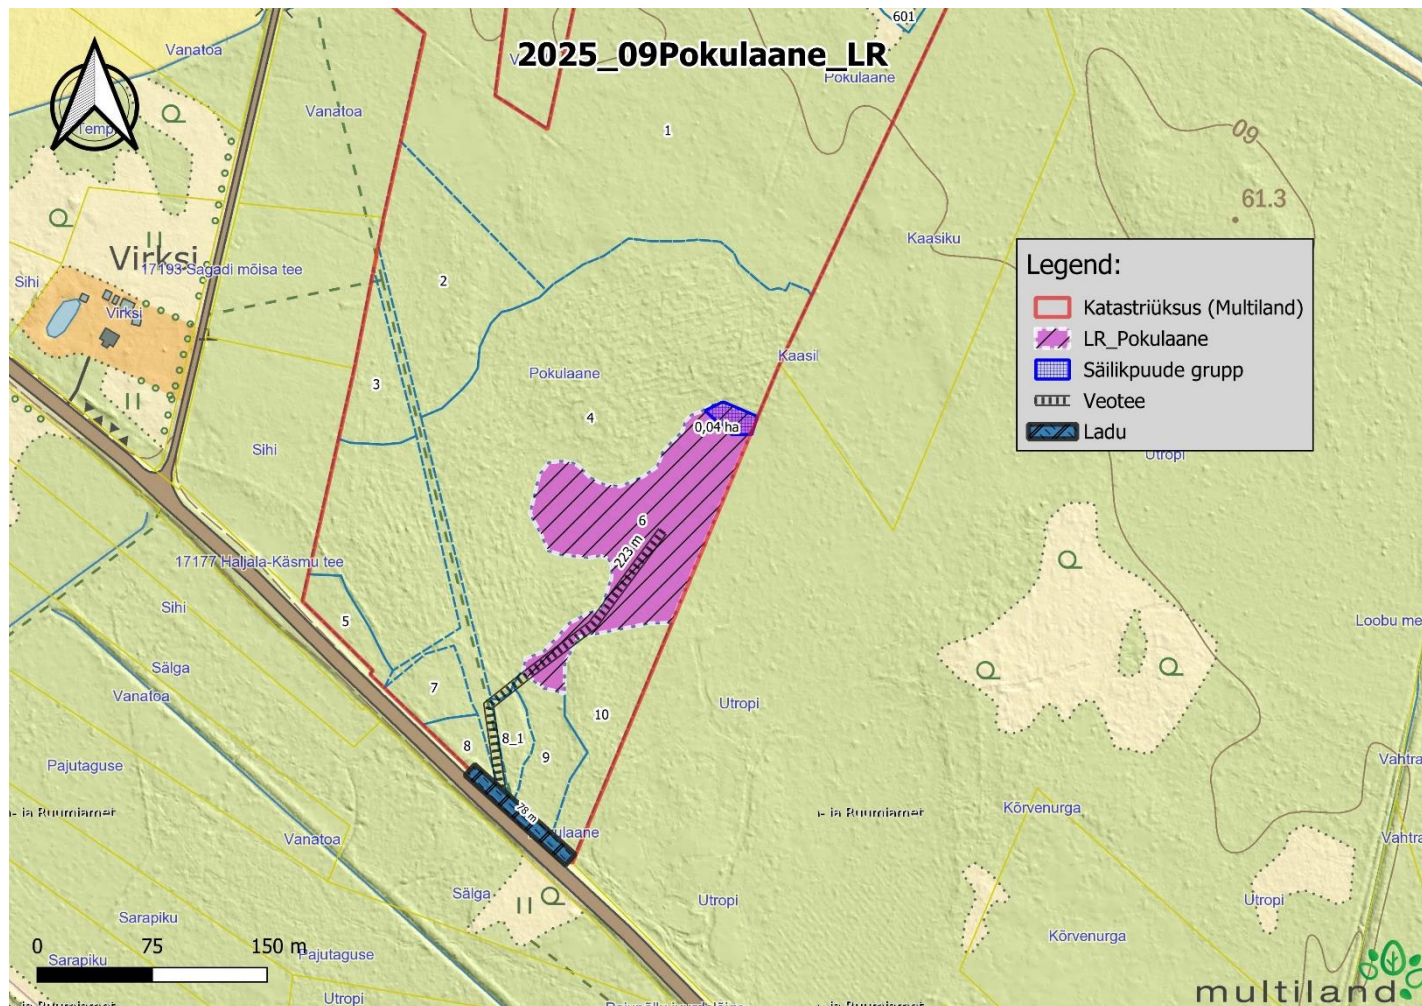 601
2025_09Pokulaane_LR
Vanatoa
Pokulaane
Vanatoa
1
09
61.3
Kaasiku
Virksi
17193 Sagadi mõisa tee
Sihi
2
Virksi
Legend:
Katastriüksus (Multiland)
LR_Pokulaane
Säilikpuude grupp
Veotee
Ladu
Kaasil
Pokulaane
3
4
0,04 ha
Sihi
Utropi
6
223 m
17177 Haljala-Käsmu tee
Sihi
5
Loobu me
Sälga
Vanatoa
7
Utropi
10
8
8_1
9
Pajutaguse
Vahtra
78 m
Kõrvenurga
- ja Ruumiamet
Vanatoa
Vahtra
Sälga
Utropi
Utropi
Sarapiku
Kõrvenurga
0 75 150 m
Pajutaguse
Sarapiku
Utropi
multiland